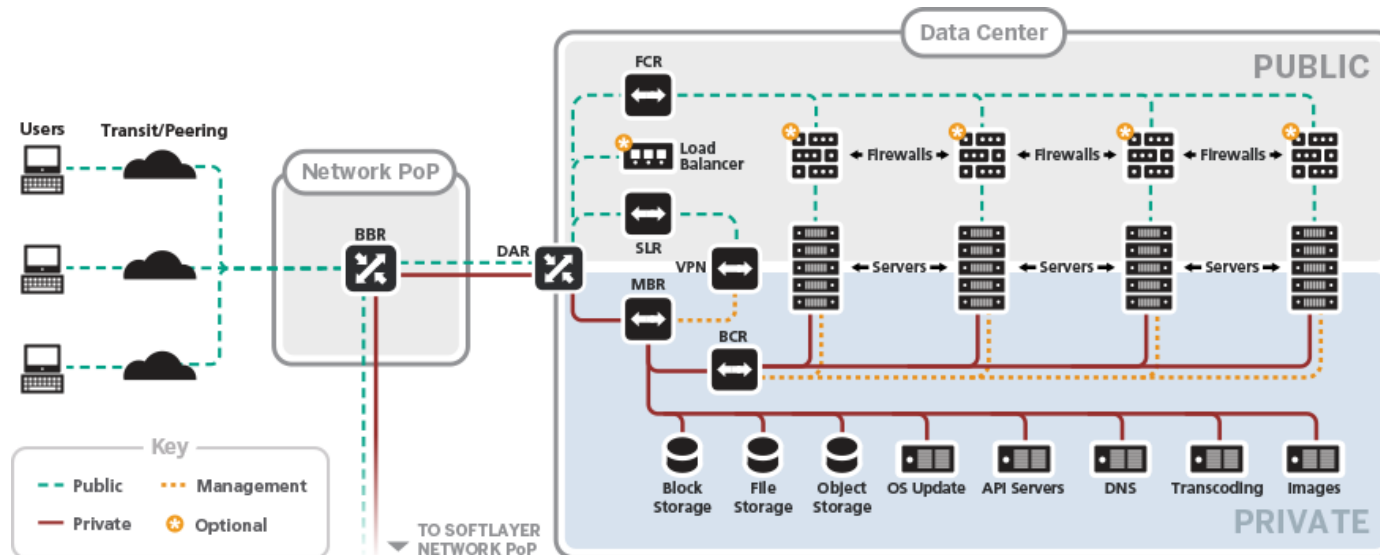 Data Center
PUBLIC
FCR
Users
Transit/Peering
Load
Balancer
Firewalls
Firewalls
Firewalls
Network PoP
BBR
DAR
SLR
VPN
Servers
Servers
Servers
MBR
BCR
Key
Public
Management
Private
Optional
TO SOFTLAYER
NETWORK PoP
Block
Storage
File
Storage
Object
Storage
OS Update
API Servers
DNS
Transcoding
Images
PRIVATE